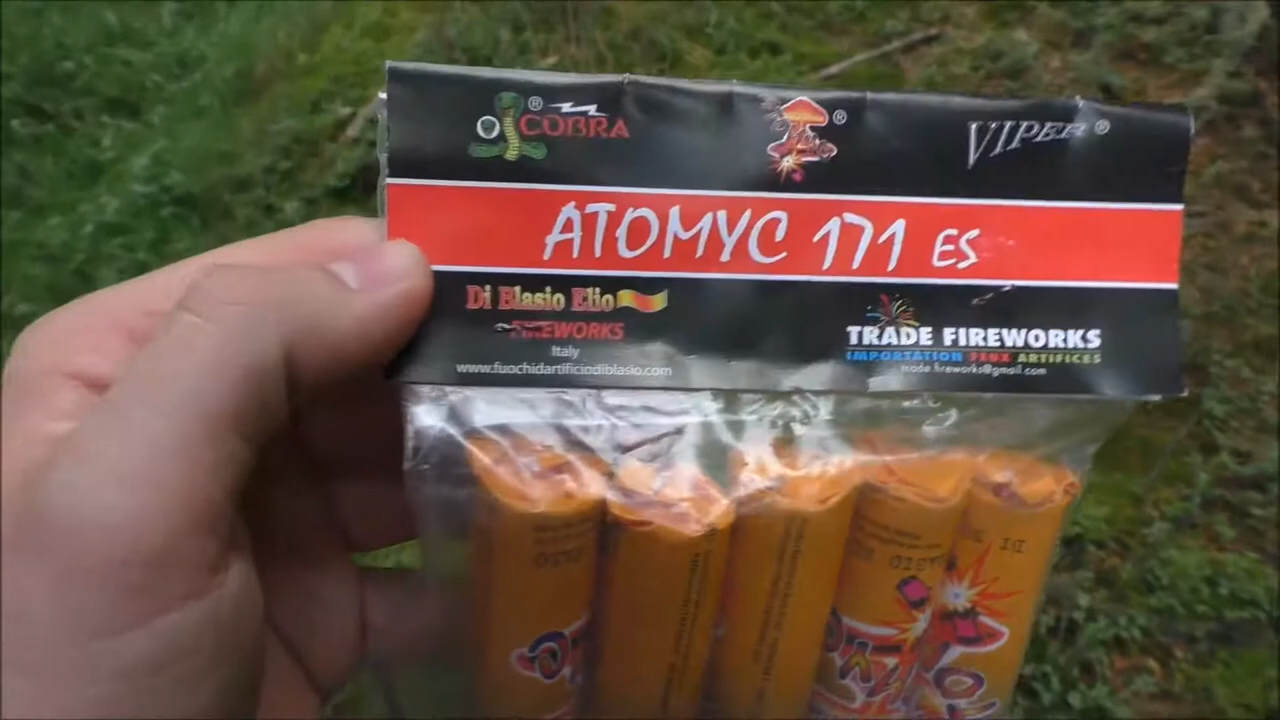 COBRA ®
®
VIPER ®
ATOMYC 171 ES
Di Blasio Elio
FIREWORKS
Italy
www.fuochidartificiodiblasio.com
TRADE FIREWORKS
IMPORTATION FEUX ARTIFICES
trade.fireworks@gmail.com
DI